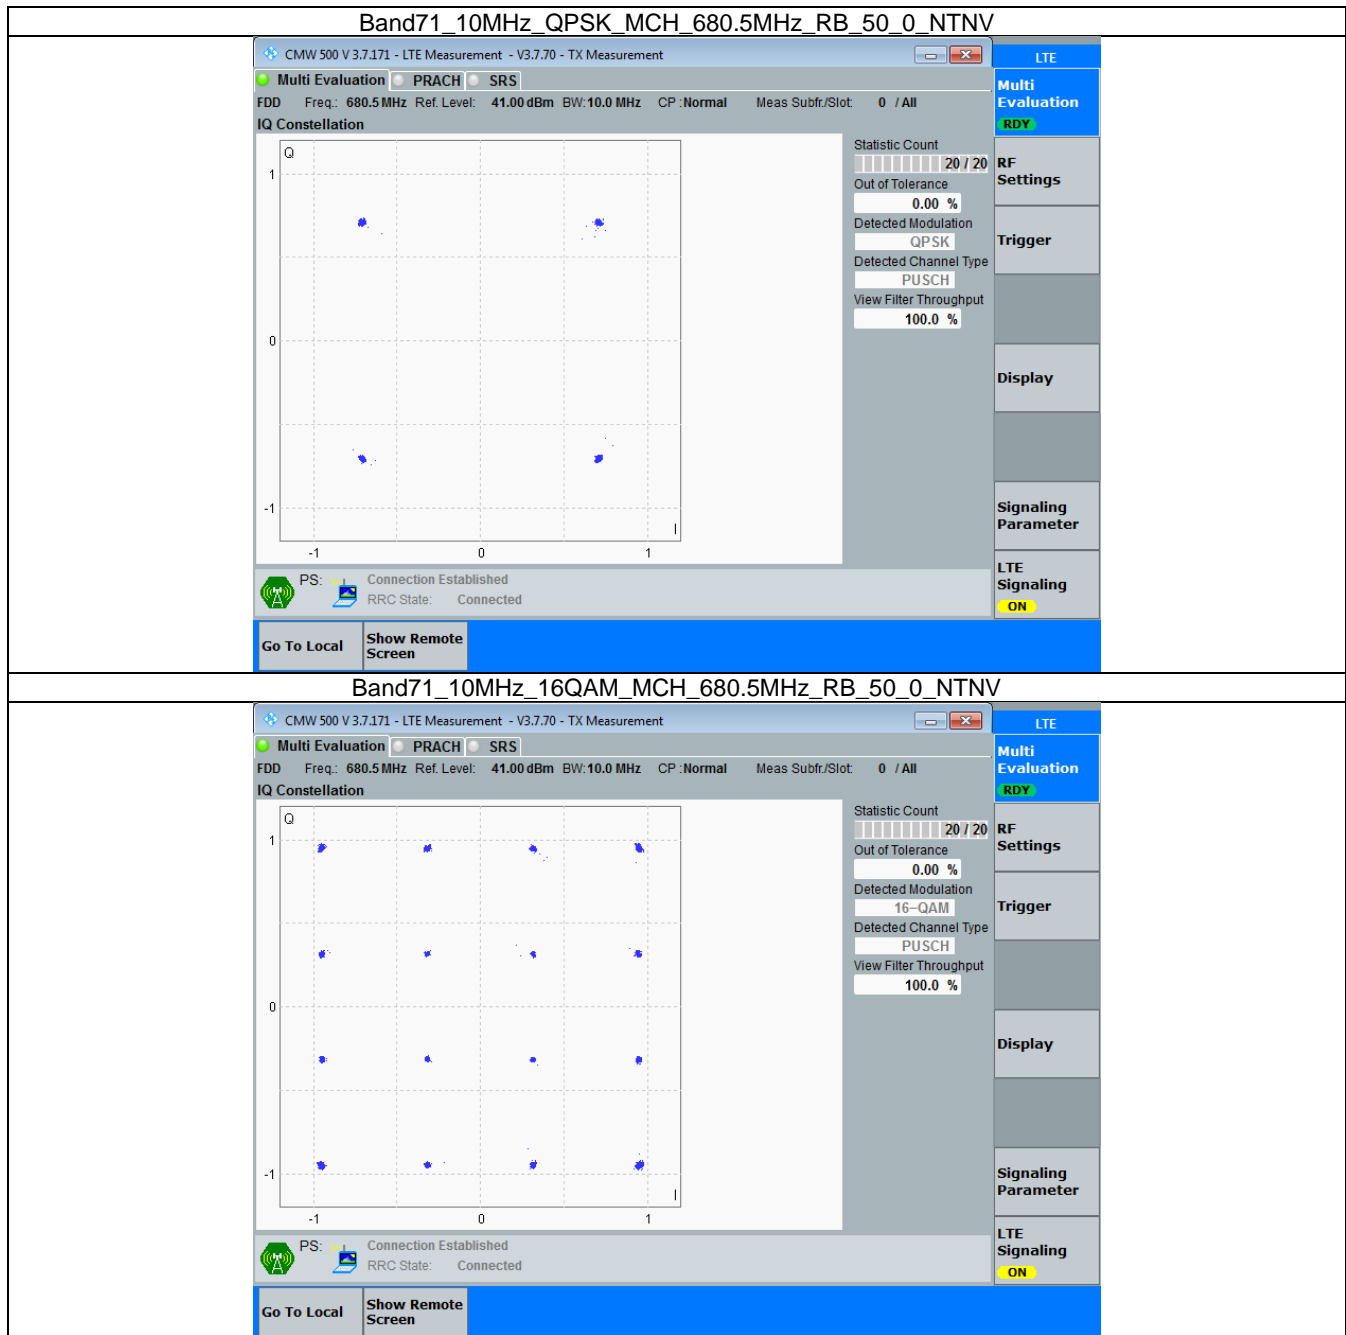 Band71_10MHz_QPSK_MCH_680.5MHz_RB_50_0_NTNV
CMW 500 V 3.7.171 - LTE Measurement - V3.7.70 - TX Measurement
LTE
Multi Evaluation PRACH SRS
Multi
Evaluation
RDY
FDD Freq.: 680.5 MHz Ref. Level: 41.00 dBm BW: 10.0 MHz CP : Normal Meas Subfr./Slot: 0 / All
IQ Constellation
Q
1
0
-1
I
-1 0 1
Statistic Count
20 / 20
Out of Tolerance
0.00 %
Detected Modulation
QPSK
Detected Channel Type
PUSCH
View Filter Throughput
100.0 %
RF
Settings
Trigger
Display
Signaling
Parameter
LTE
Signaling
ON
PS: Connection Established
RRC State: Connected
Go To Local
Show Remote
Screen
Band71_10MHz_16QAM_MCH_680.5MHz_RB_50_0_NTNV
CMW 500 V 3.7.171 - LTE Measurement - V3.7.70 - TX Measurement
LTE
Multi Evaluation PRACH SRS
Multi
Evaluation
RDY
FDD Freq.: 680.5 MHz Ref. Level: 41.00 dBm BW: 10.0 MHz CP : Normal Meas Subfr./Slot: 0 / All
IQ Constellation
Q
1
0
-1
I
-1 0 1
Statistic Count
20 / 20
Out of Tolerance
0.00 %
Detected Modulation
16-QAM
Detected Channel Type
PUSCH
View Filter Throughput
100.0 %
RF
Settings
Trigger
Display
Signaling
Parameter
LTE
Signaling
ON
PS: Connection Established
RRC State: Connected
Go To Local
Show Remote
Screen